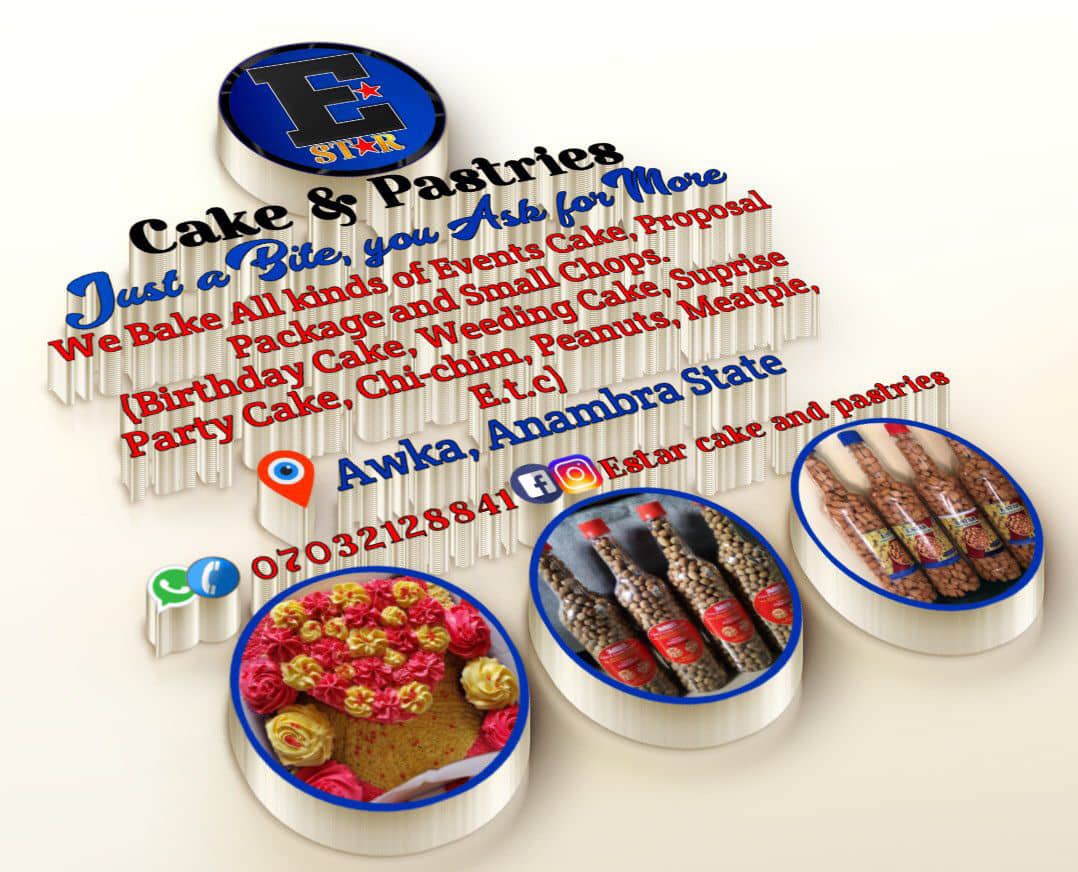 E
STAR
Cake & Pastries
Just a Bite, you Ask for More
We Bake All kinds of Events Cake, Proposal
Package and Small Chops.
(Birthday Cake, Weeding Cake, Suprise
Party Cake, Chi-chim, Peanuts, Meatpie,
E.t.c)
Awka, Anambra State
07032128841 f Estar cake and pastries